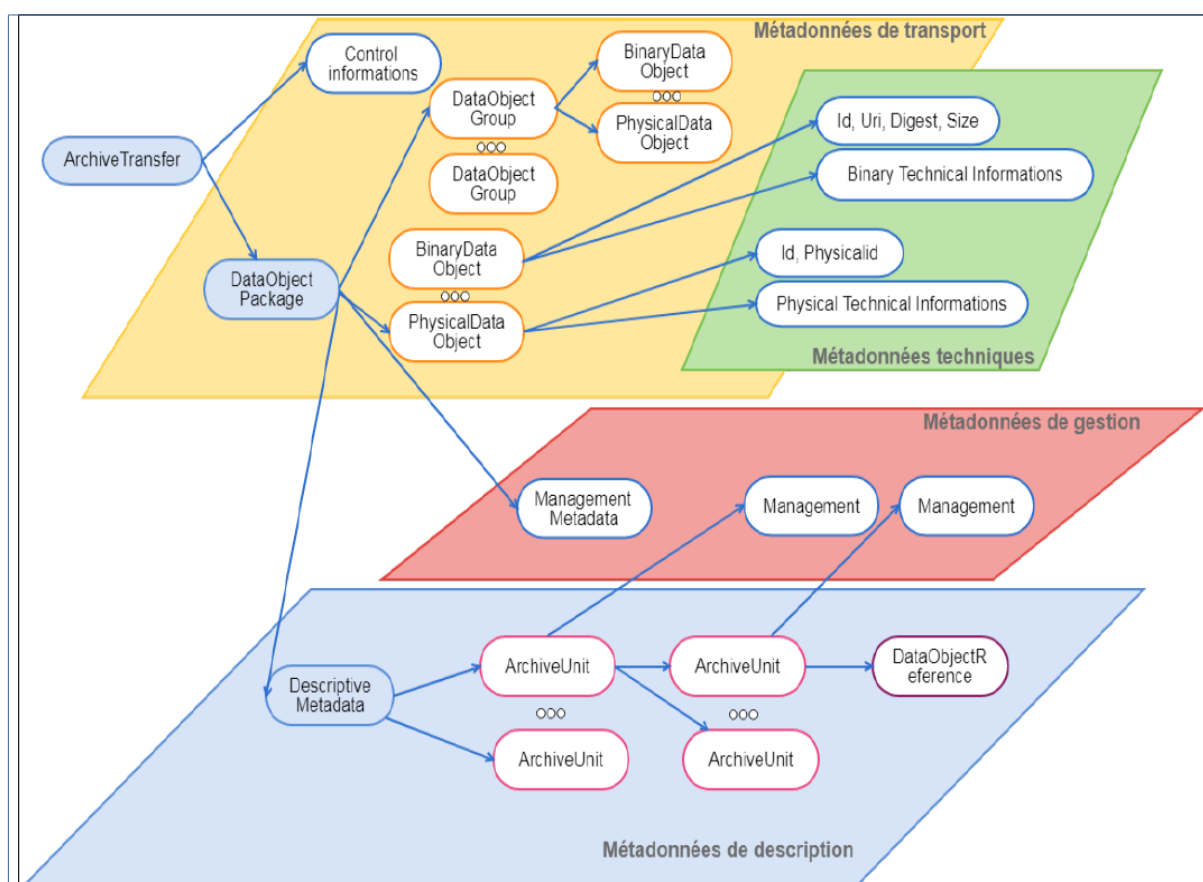 Métadonnées de transport
Control
informations
BinaryData
Object
DataObject
Group
PhysicalData
Object
Id, Uri, Digest, Size
ArchiveTransfer
DataObject
Group
Binary Technical Informations
BinaryData
Object
Id, Physicalid
DataObject
Package
PhysicalData
Object
Physical Technical Informations
Métadonnées techniques
Métadonnées de gestion
Management
Metadata
Management
Management
Descriptive
Metadata
ArchiveUnit
ArchiveUnit
DataObjectR
eference
ArchiveUnit
ArchiveUnit
Métadonnées de description